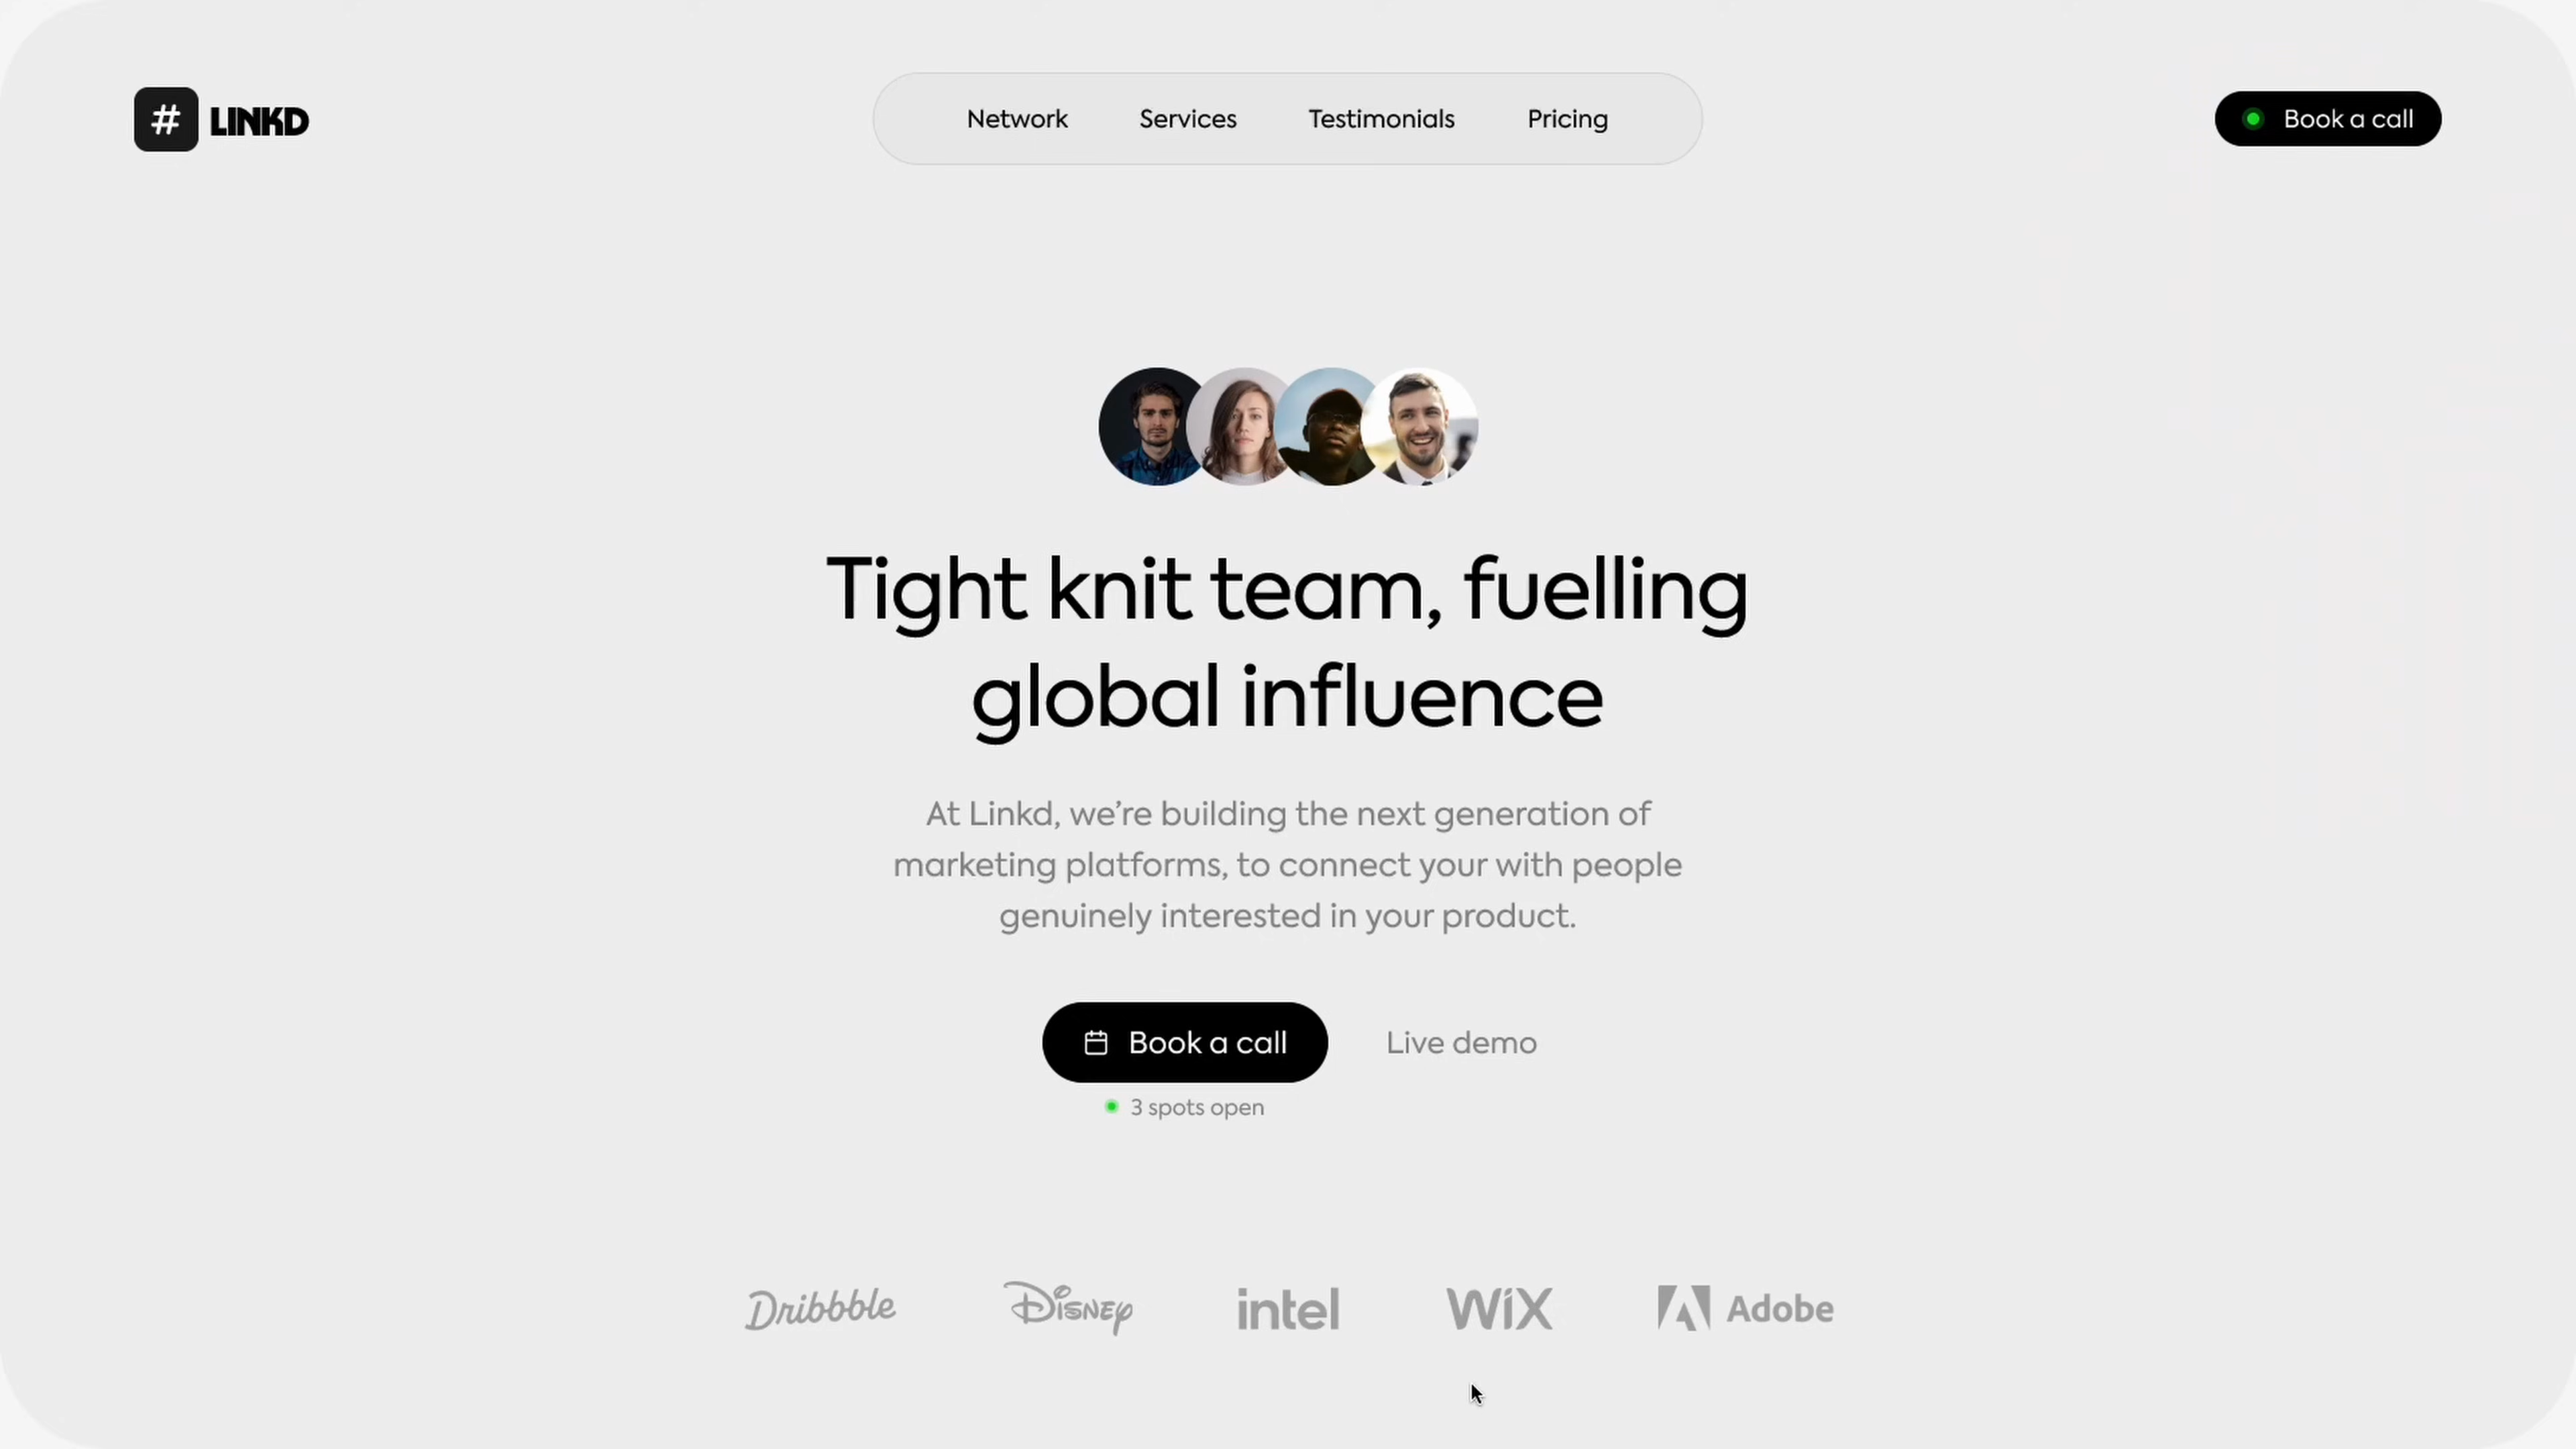 # LINKD
Network Services Testimonials Pricing
Book a call
Tight knit team, fuelling
global influence
At Linkd, we’re building the next generation of
marketing platforms, to connect your with people
genuinely interested in your product.
Book a call Live demo
3 spots open
Dribbble Disney intel WiX Adobe